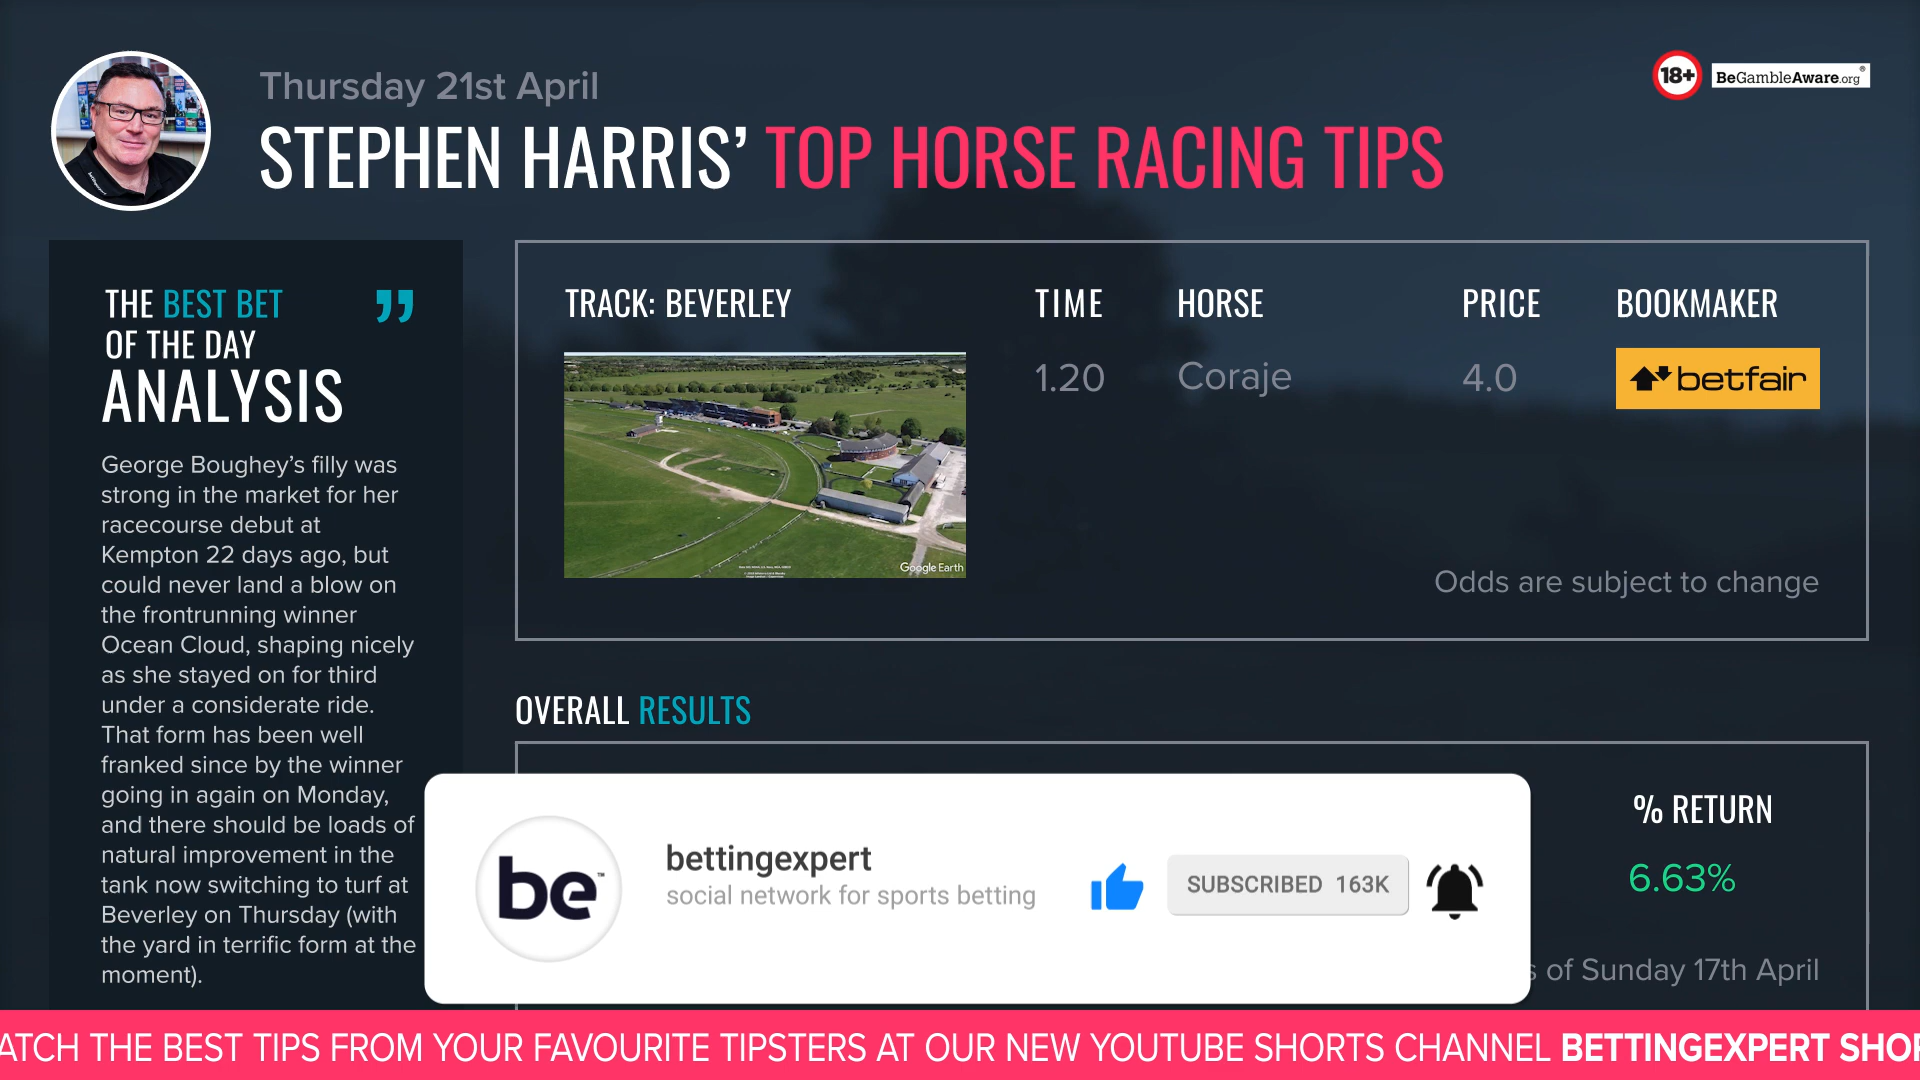 Thursday 21st April
STEPHEN HARRIS’ TOP HORSE RACING TIPS
18+
BeGambleAware.org®
THE BEST BET
OF THE DAY
ANALYSIS
George Boughey’s filly was
strong in the market for her
racecourse debut at
Kempton 22 days ago, but
could never land a blow on
the frontrunning winner
Ocean Cloud, shaping nicely
as she stayed on for third
under a considerate ride.
That form has been well
franked since by the winner
going in again on Monday,
and there should be loads of
natural improvement in the
tank now switching to turf at
Beverley on Thursday (with
the yard in terrific form at the
moment).
TRACK: BEVERLEY
TIME HORSE PRICE BOOKMAKER
1.20 Coraje 4.0 betfair
Google Earth
Odds are subject to change
OVERALL RESULTS
% RETURN
6.63%
s of Sunday 17th April
be™
bettingexpert
social network for sports betting
SUBSCRIBED 163K
ATCH THE BEST TIPS FROM YOUR FAVOURITE TIPSTERS AT OUR NEW YOUTUBE SHORTS CHANNEL BETTINGEXPERT SHOR